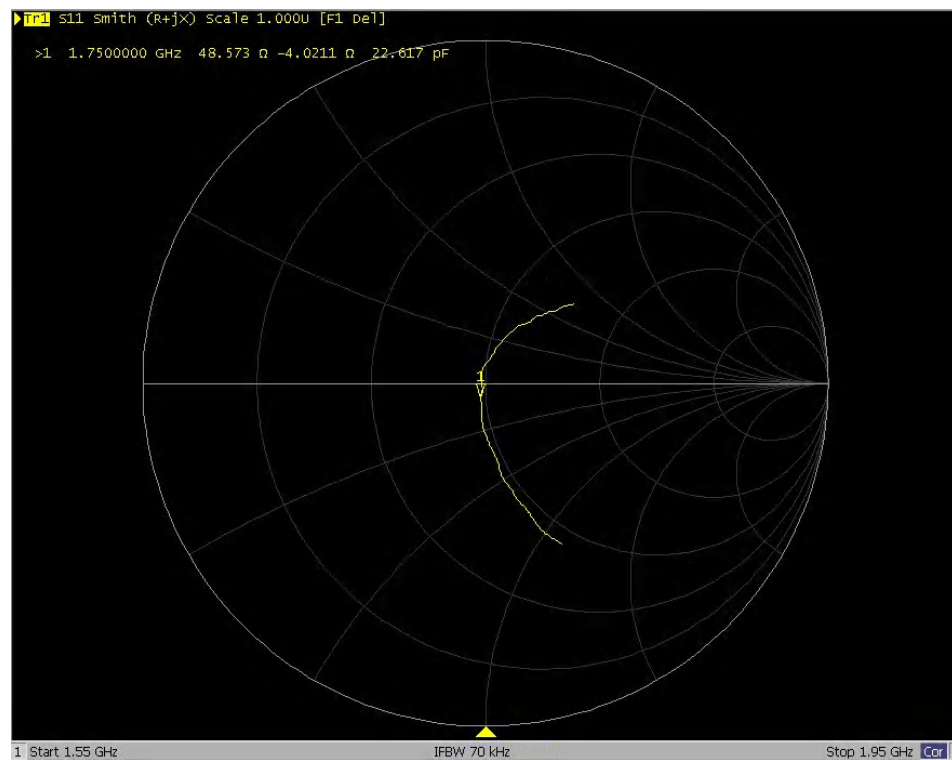 Tr1 S11 Smith (R+jX) Scale 1.000U [F1 Del]
>1 1.7500000 GHz 48.573 Ω -4.0211 Ω 22.617 pF
1
1 Start 1.55 GHz IFBW 70 kHz Stop 1.95 GHz Cor